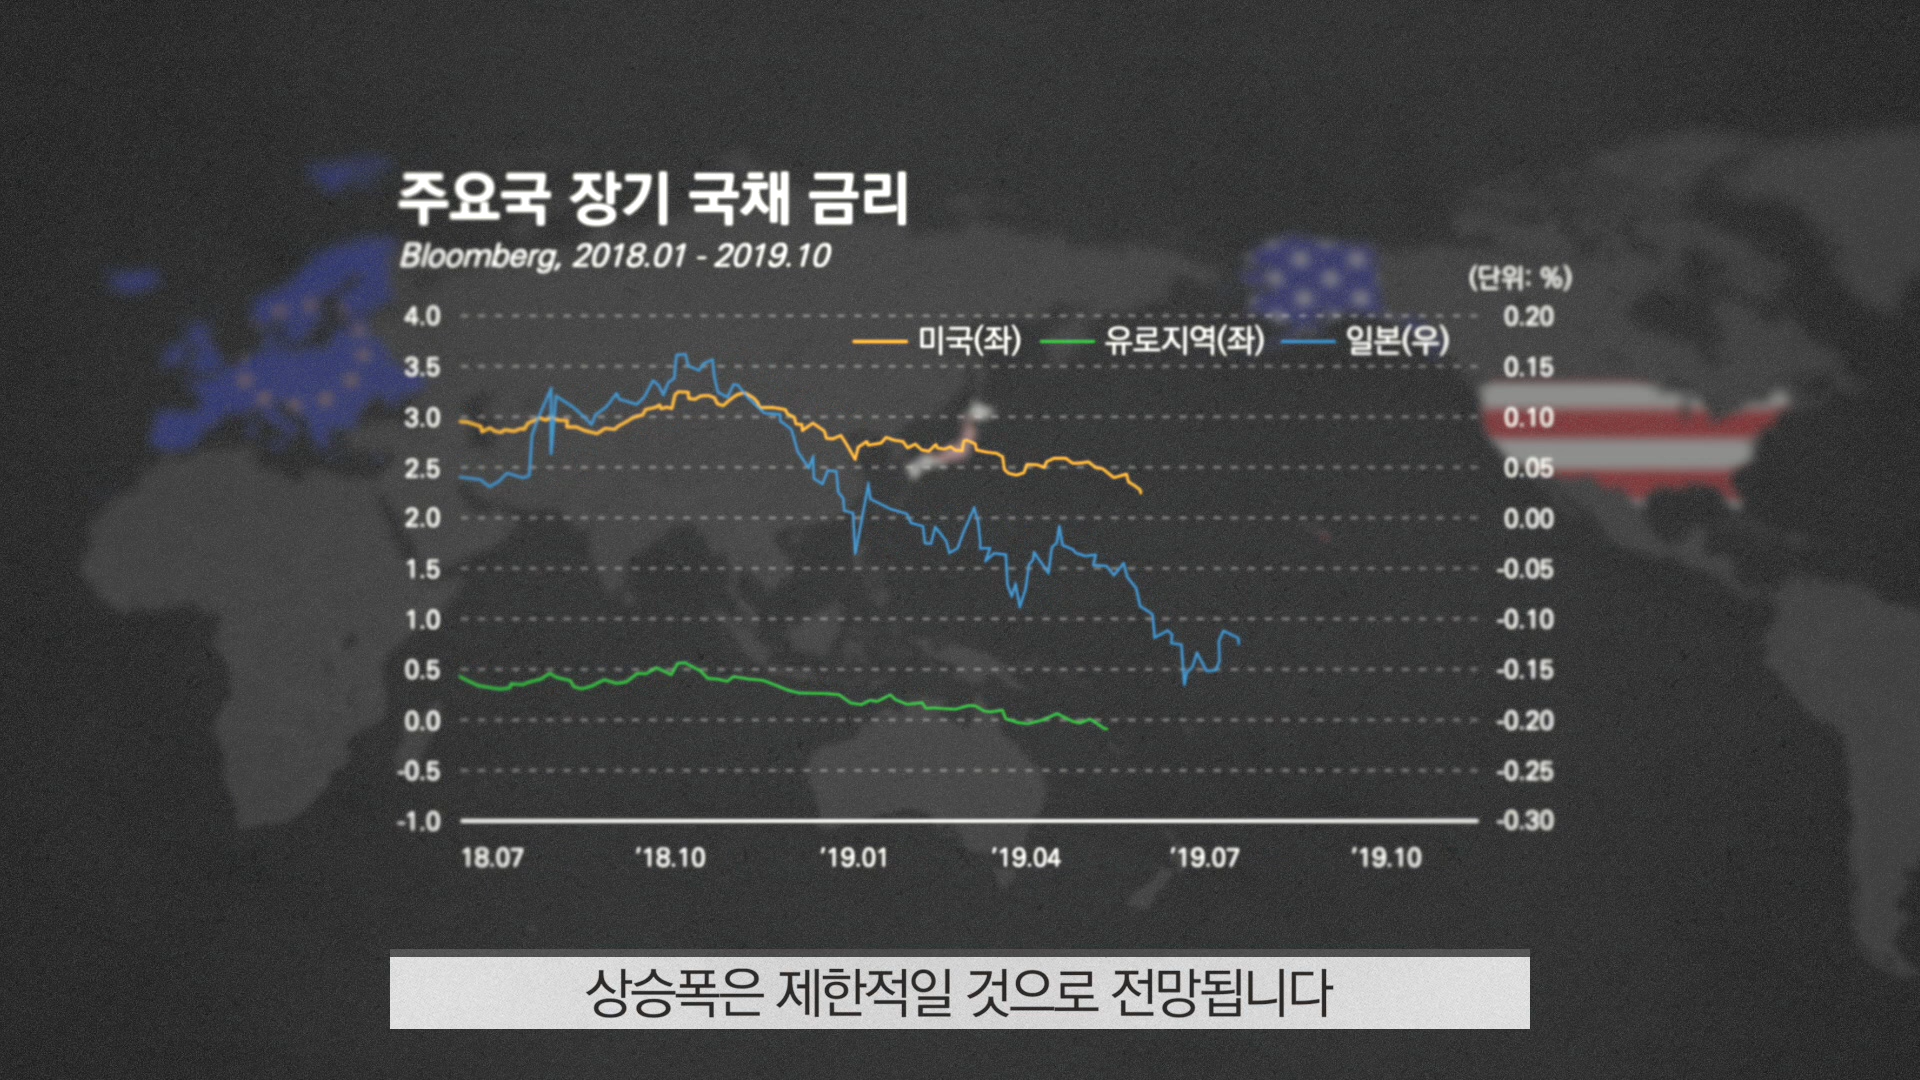 주요국 장기 국채 금리
Bloomberg, 2018.01 - 2019.10
(단위: %)
4.0 0.20
미국(좌) 유로지역(좌) 일본(우)
3.5 0.15
3.0 0.10
2.5 0.05
2.0 0.00
1.5 -0.05
1.0 -0.10
0.5 -0.15
0.0 -0.20
-0.5 -0.25
-1.0 -0.30
18.07 ‘18.10 ‘19.01 ‘19.04 ‘19.07 ‘19.10
상승폭은 제한적일 것으로 전망됩니다